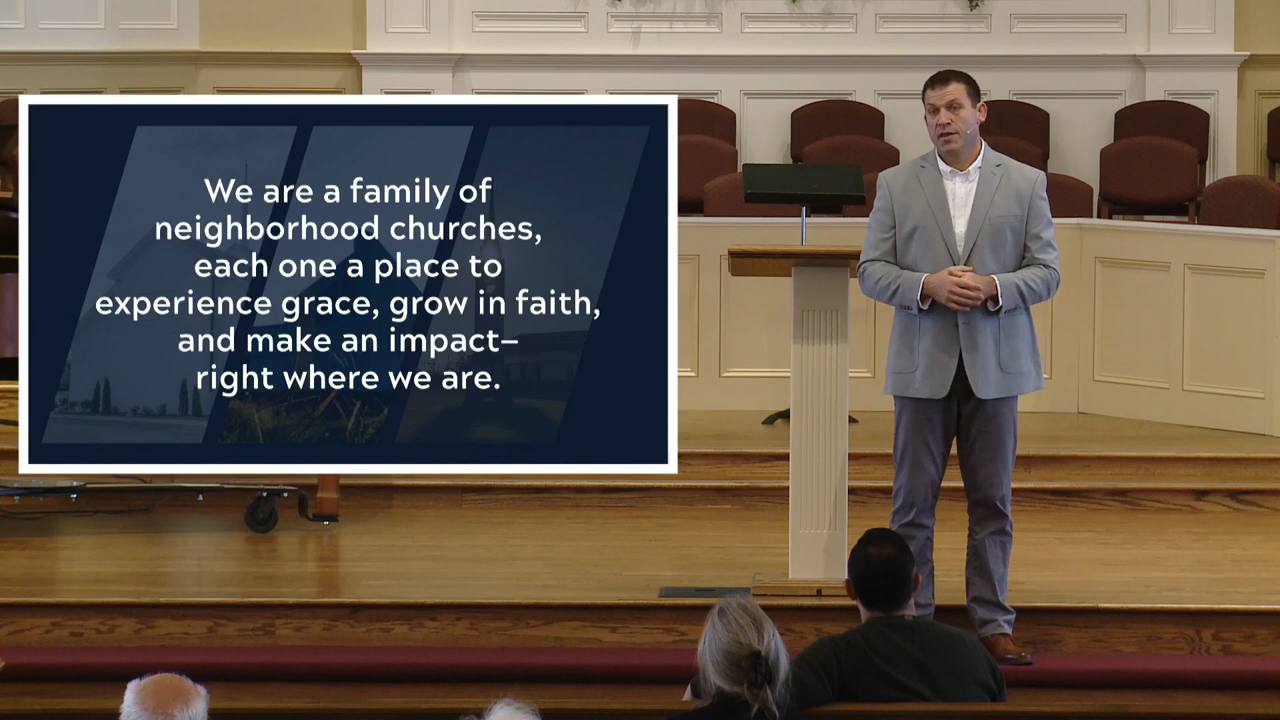 We are a family of
neighborhood churches,
each one a place to
experience grace, grow in faith,
and make an impact–
right where we are.